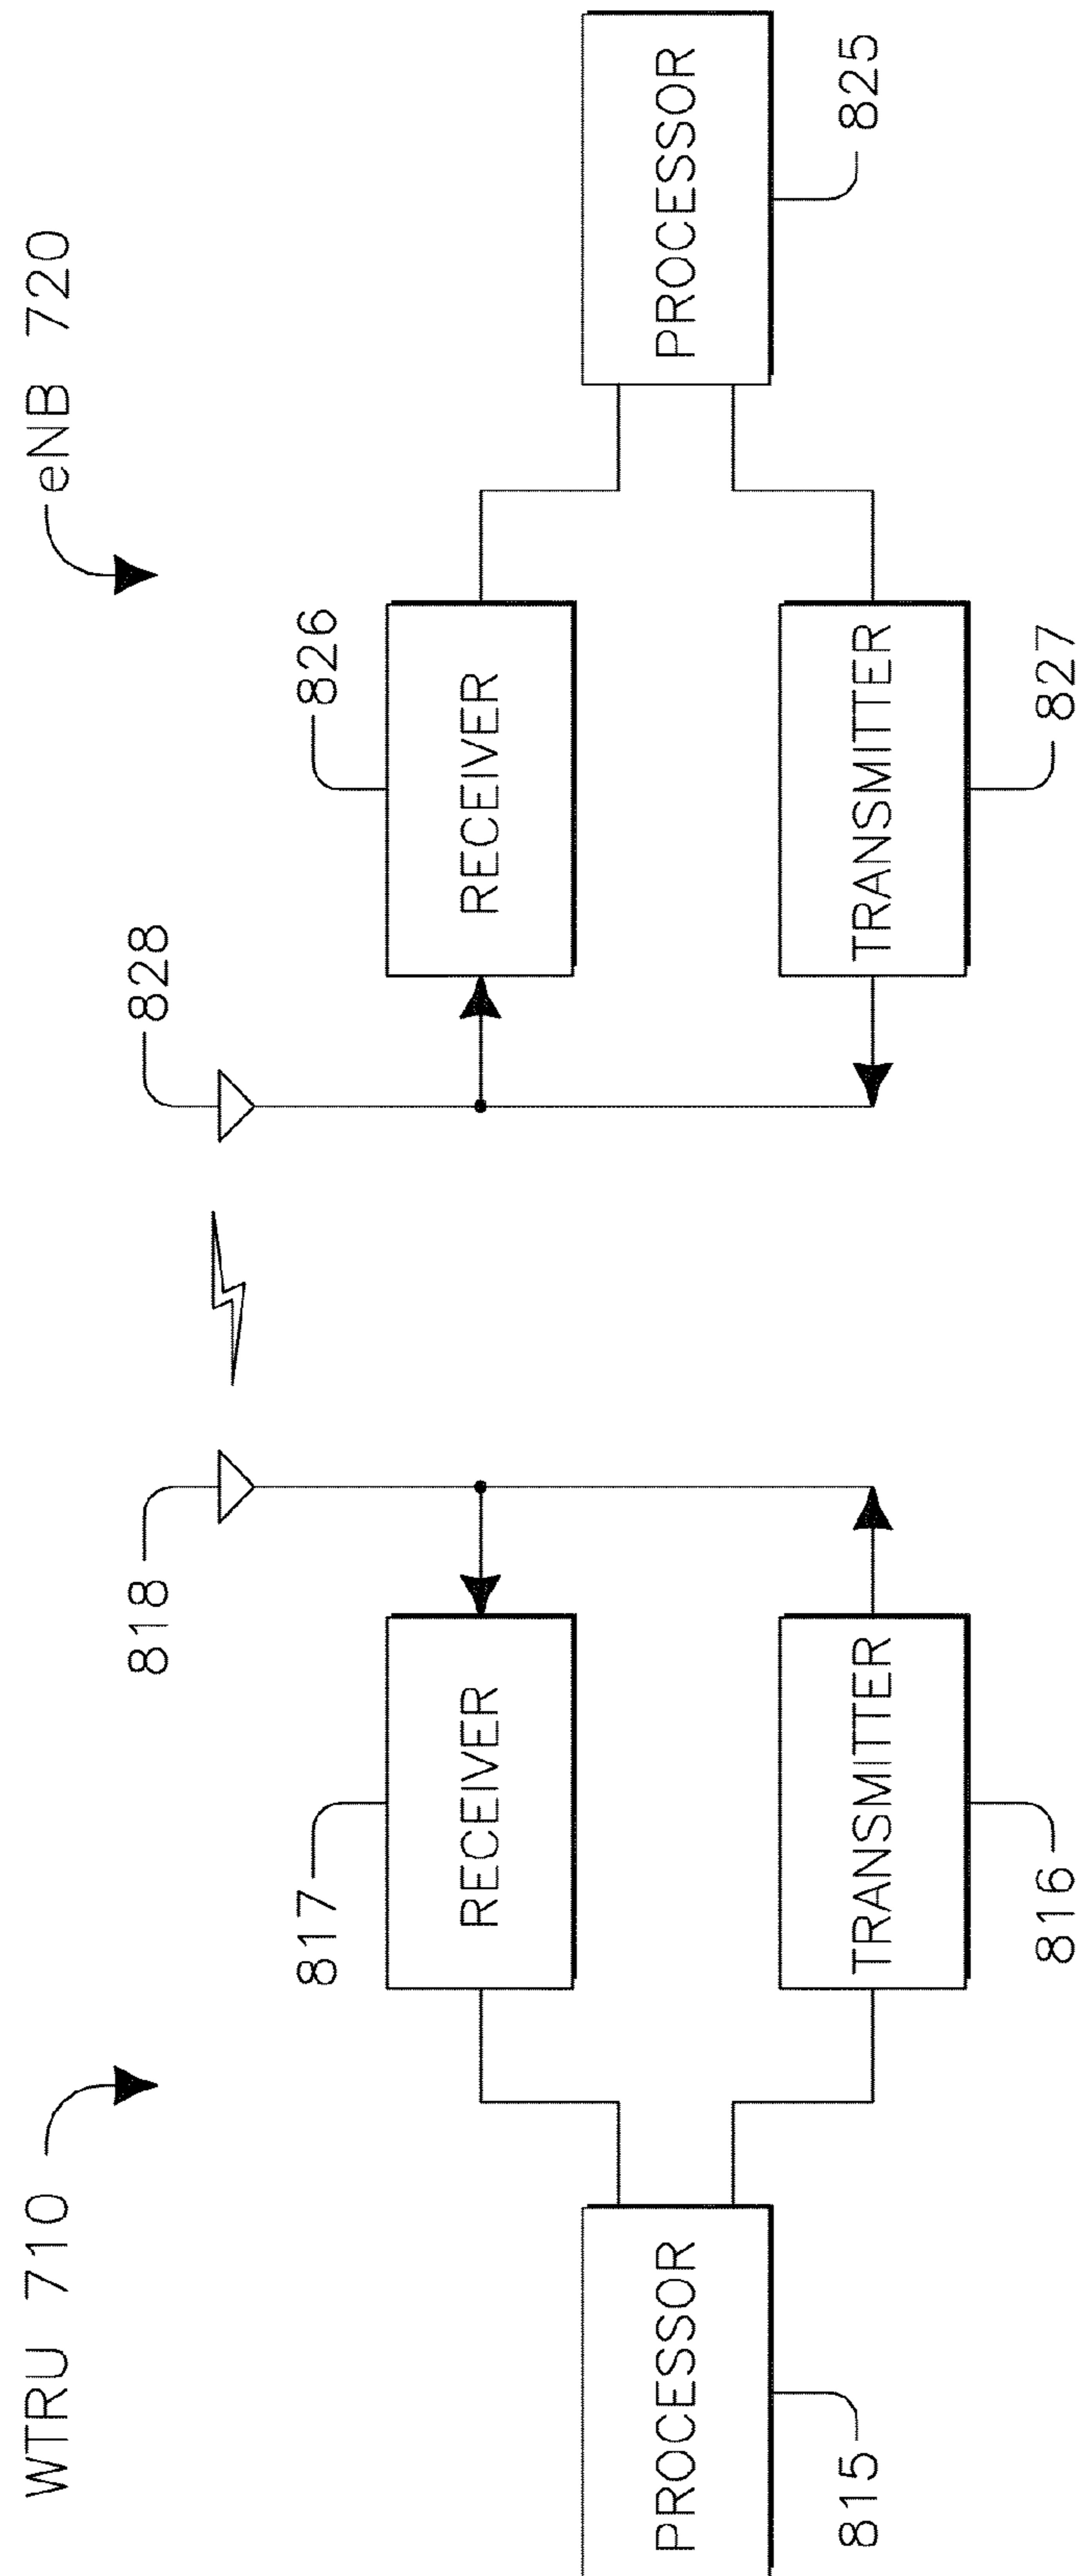 WTRU 710
eNB 720
818
828
817
826
RECEIVER
RECEIVER
PROCESSOR
PROCESSOR
815
825
TRANSMITTER
TRANSMITTER
816
827